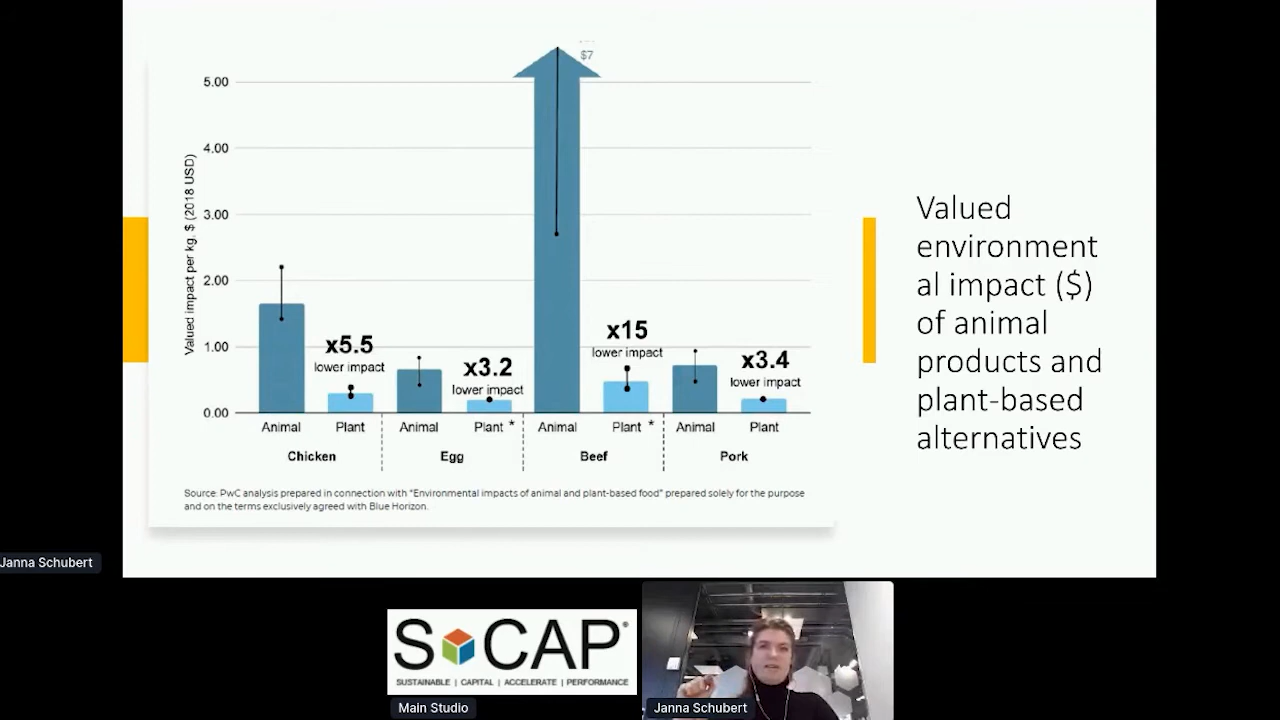 $7
5.00
4.00
3.00
2.00
1.00
0.00
Valued impact per kg, $ (2018 USD)
x5.5
lower impact
x3.2
lower impact
x15
lower impact
x3.4
lower impact
Animal Plant Animal Plant * Animal Plant * Animal Plant
Chicken Egg Beef Pork
Source: PwC analysis prepared in connection with "Environmental impacts of animal and plant-based food" prepared solely for the purpose
and on the terms exclusively agreed with Blue Horizon.
Valued
environment
al impact ($)
of animal
products and
plant-based
alternatives
Janna Schubert
SOCAP®
SUSTAINABLE | CAPITAL | ACCELERATE | PERFORMANCE
Main Studio
Janna Schubert